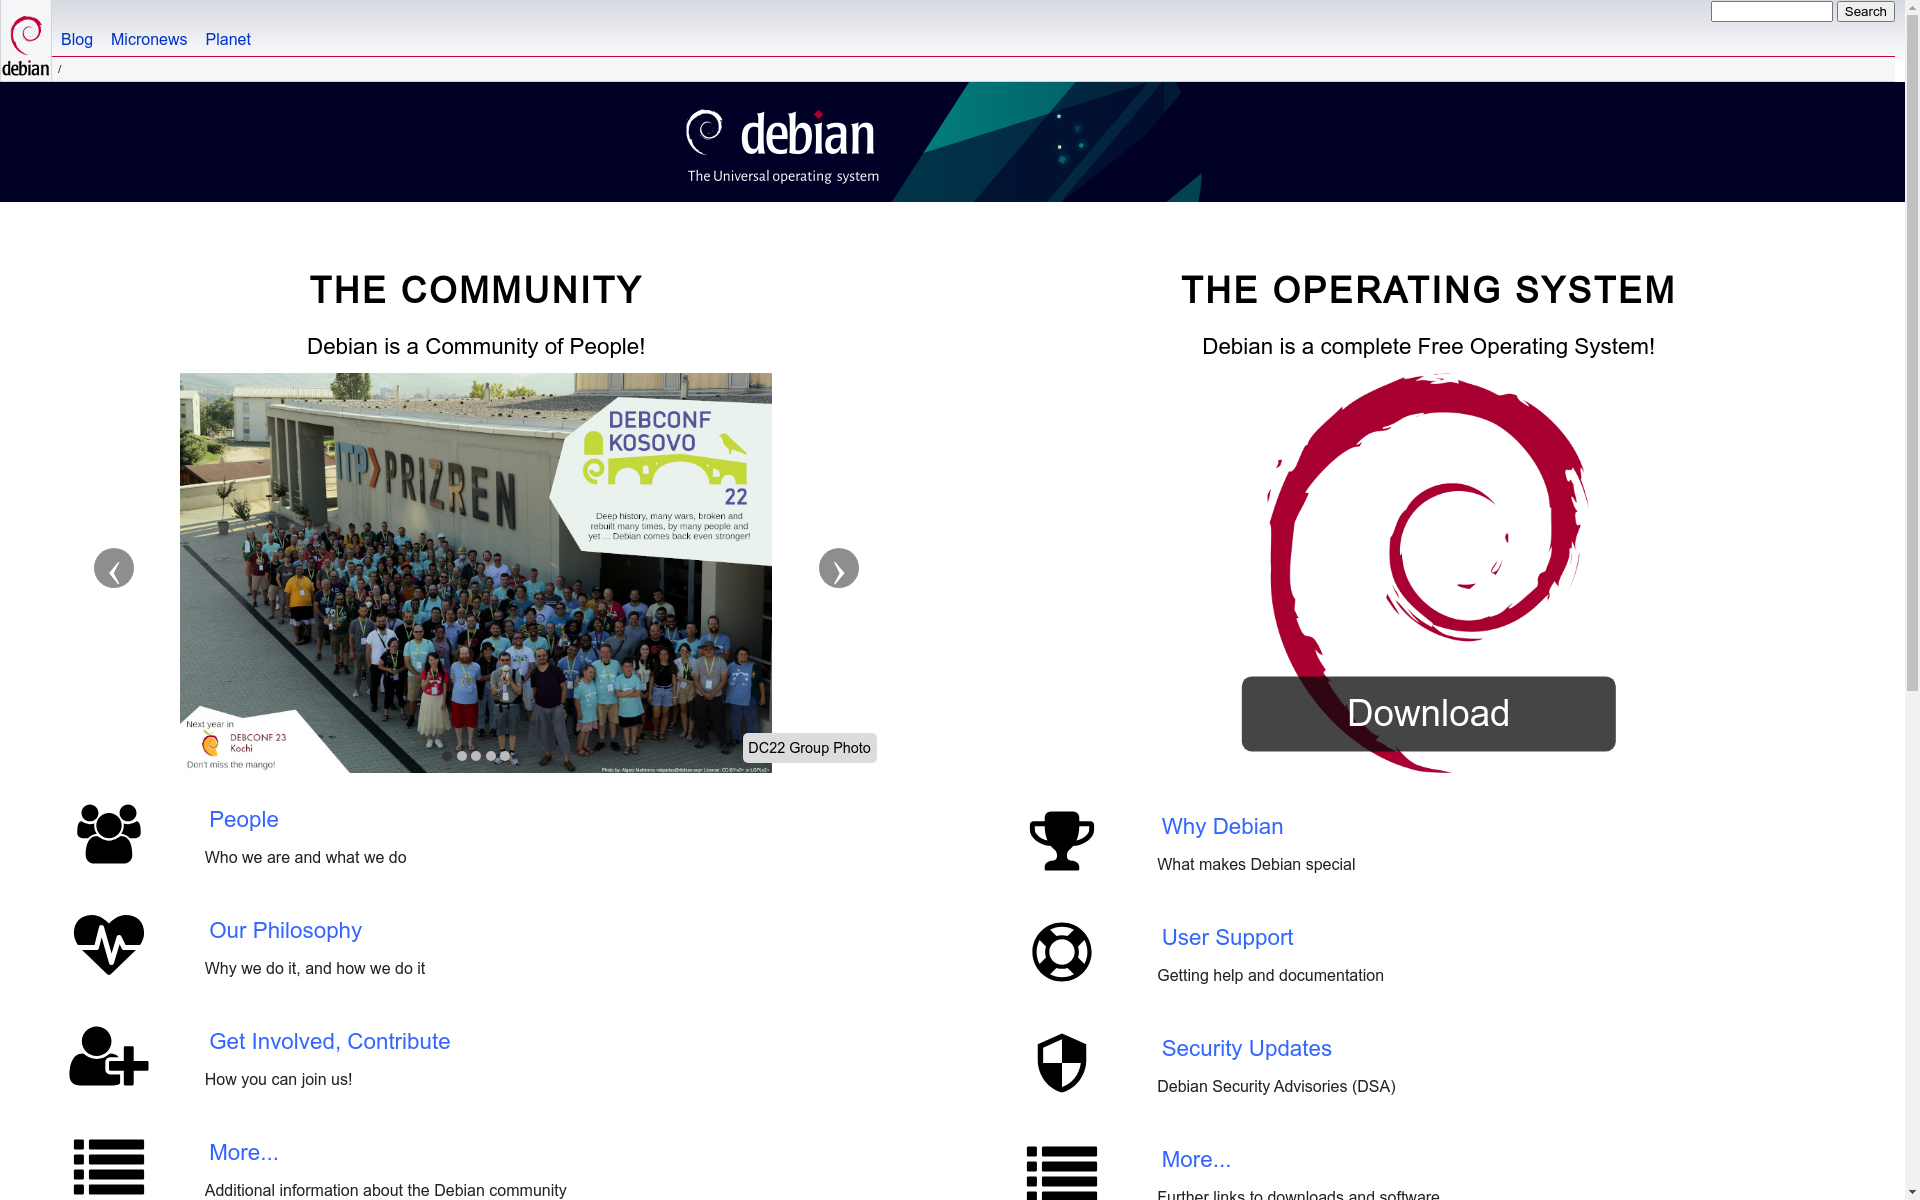 Search
Blog Micronews Planet
debian
/
debian
The Universal operating system
THE COMMUNITY
Debian is a Community of People!
ITP PRIZREN
DEBCONF
KOSOVO
22
Deep history, many wars, broken and
rebuilt many times, by many people and
yet ... Debian comes back even stronger!
Next year in
DEBCONF 23
Kochi
Don't miss the mango!
‹
›
DC22 Group Photo
People
Who we are and what we do
Our Philosophy
Why we do it, and how we do it
Get Involved, Contribute
How you can join us!
More...
Additional information about the Debian community
THE OPERATING SYSTEM
Debian is a complete Free Operating System!
Download
Why Debian
What makes Debian special
User Support
Getting help and documentation
Security Updates
Debian Security Advisories (DSA)
More...
Further links to downloads and software